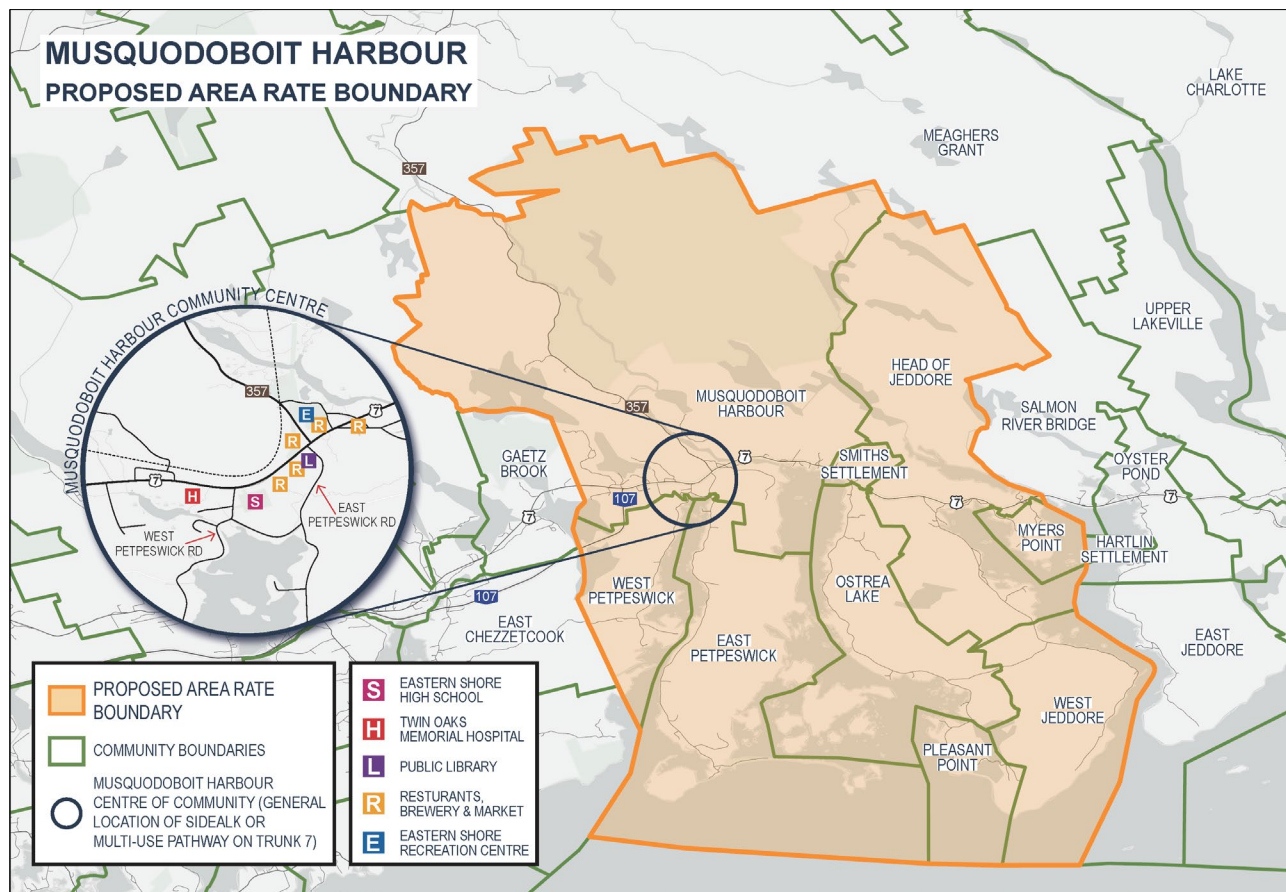 MUSQUODOBOIT HARBOUR
PROPOSED AREA RATE BOUNDARY
LAKE
CHARLOTTE
MEAGHERS
GRANT
357
UPPER
LAKEVILLE
MUSQUODOBOIT HARBOUR COMMUNITY CENTRE
HEAD OF
JEDDORE
MUSQUODOBOIT
HARBOUR
357
SALMON
RIVER BRIDGE
357
7
E
R
R
R
L
R
R
7
H
S
EAST
PETPESWICK RD
WEST
PETPESWICK RD
GAETZ
BROOK
7
SMITHS
SETTLEMENT
OYSTER
POND
107
7
7
7
MYERS
POINT
HARTLIN
SETTLEMENT
WEST
PETPESWICK
OSTREA
LAKE
107
EAST
CHEZZETCOOK
EAST
PETPESWICK
EAST
JEDDORE
WEST
JEDDORE
PLEASANT
POINT
PROPOSED AREA RATE
BOUNDARY
COMMUNITY BOUNDARIES
MUSQUODOBOIT HARBOUR
CENTRE OF COMMUNITY (GENERAL
LOCATION OF SIDEALK OR
MULTI-USE PATHWAY ON TRUNK 7)
S EASTERN SHORE
HIGH SCHOOL
H TWIN OAKS
MEMORIAL HOSPITAL
L PUBLIC LIBRARY
R RESTURANTS,
BREWERY & MARKET
E EASTERN SHORE
RECREATION CENTRE